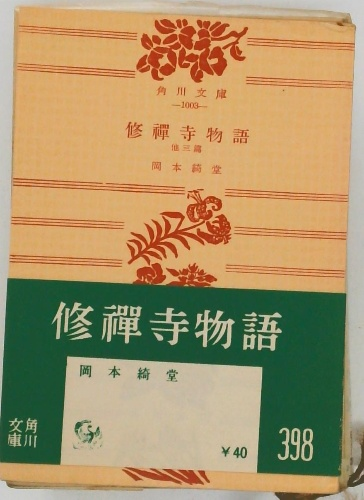 角川文庫
—1003—
修禪寺物語
他三篇
岡本綺堂
修禪寺物語
岡本綺堂
角川文庫
¥40
398